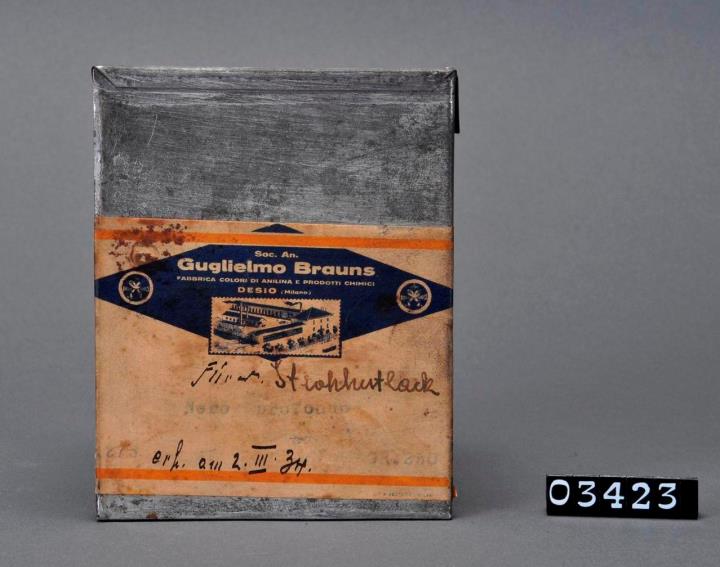 Soc. An.
Guglielmo Brauns
FABBRICA COLORI DI ANILINA E PRODOTTI CHIMICI
DESIO (Milano)
Strohhutlack
Nero profondo
erh. am 2. III. 34.
03423